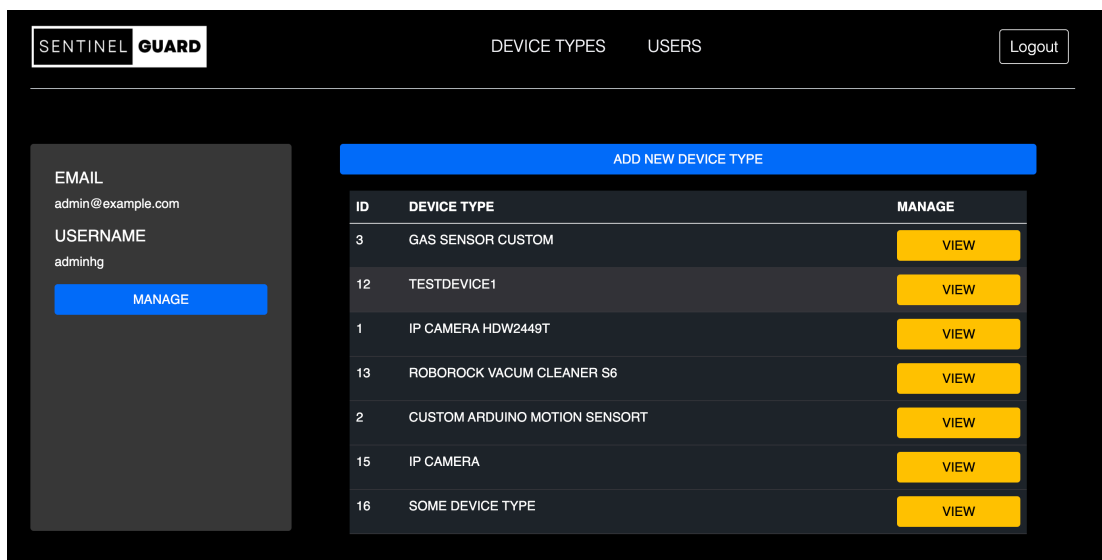 SENTINEL GUARD
DEVICE TYPES USERS
Logout
EMAIL
admin@example.com
USERNAME
adminhg
MANAGE
ADD NEW DEVICE TYPE
ID DEVICE TYPE MANAGE
3 GAS SENSOR CUSTOM VIEW
12 TESTDEVICE1 VIEW
1 IP CAMERA HDW2449T VIEW
13 ROBOROCK VACUM CLEANER S6 VIEW
2 CUSTOM ARDUINO MOTION SENSORT VIEW
15 IP CAMERA VIEW
16 SOME DEVICE TYPE VIEW